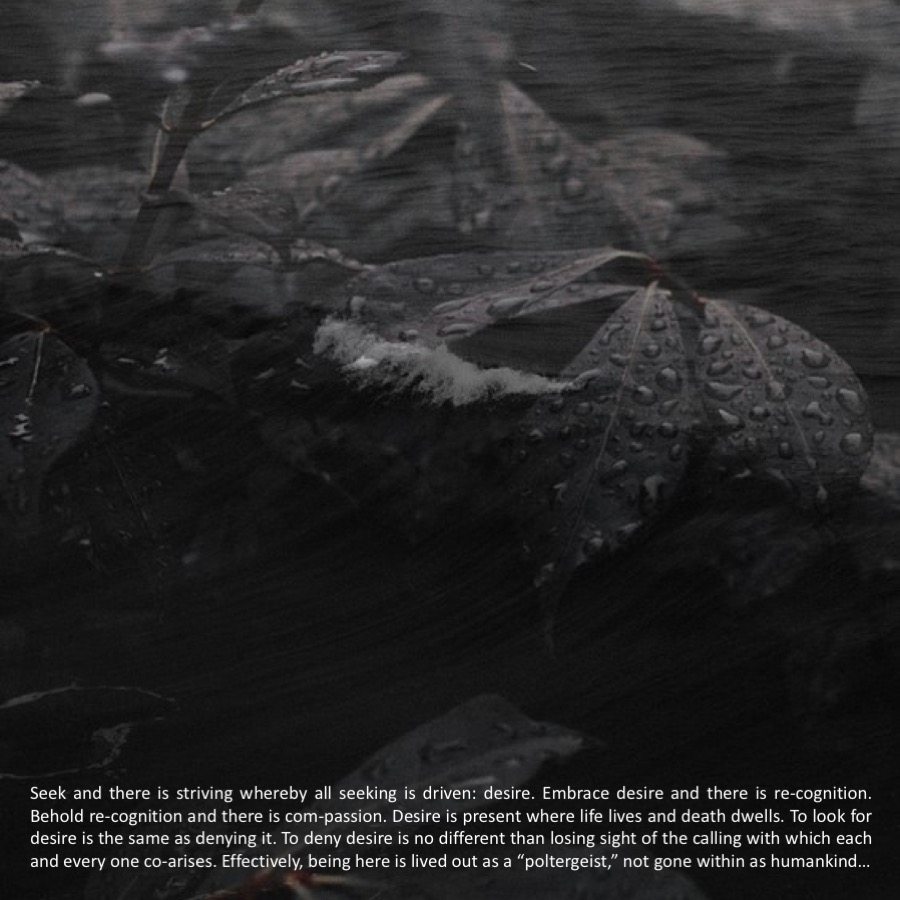 Seek and there is striving whereby all seeking is driven: desire. Embrace desire and there is re-cognition.
Behold re-cognition and there is com-passion. Desire is present where life lives and death dwells. To look for
desire is the same as denying it. To deny desire is no different than losing sight of the calling with which each
and every one co-arises. Effectively, being here is lived out as a “poltergeist,” not gone within as humankind...